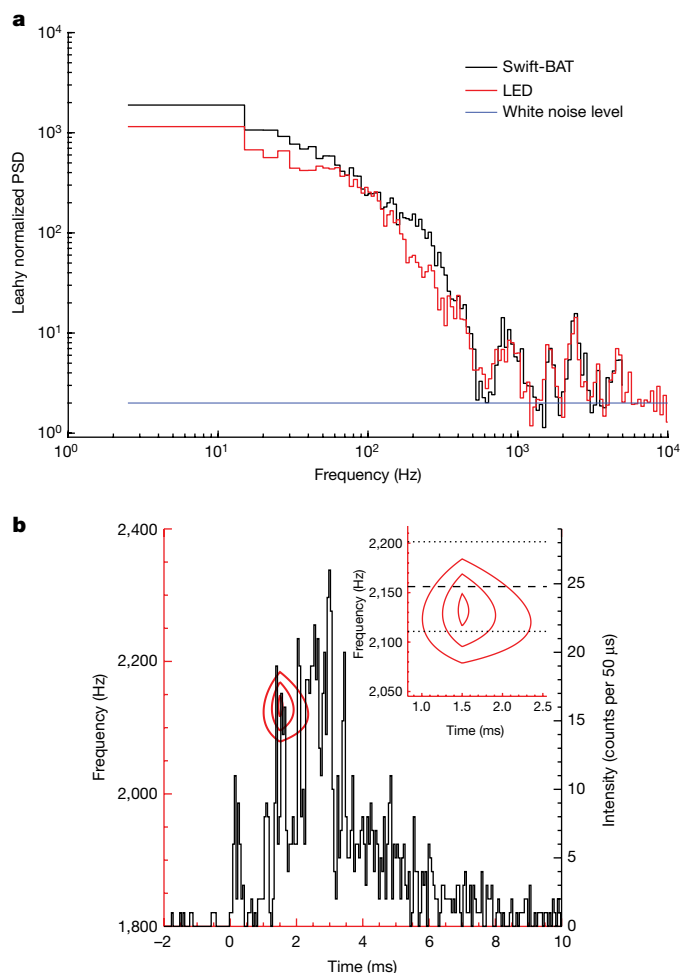 a
10⁴
10³
10²
10¹
10⁰
Leahy normalized PSD
Swift-BAT
LED
White noise level
10⁰ 10¹ 10² 10³ 10⁴
Frequency (Hz)
b
2,400
2,200
2,000
1,800
Frequency (Hz)
2,200
2,150
2,100
2,050
Frequency (Hz)
1.0 1.5 2.0 2.5
Time (ms)
25
20
15
10
5
0
Intensity (counts per 50 µs)
−2 0 2 4 6 8 10
Time (ms)